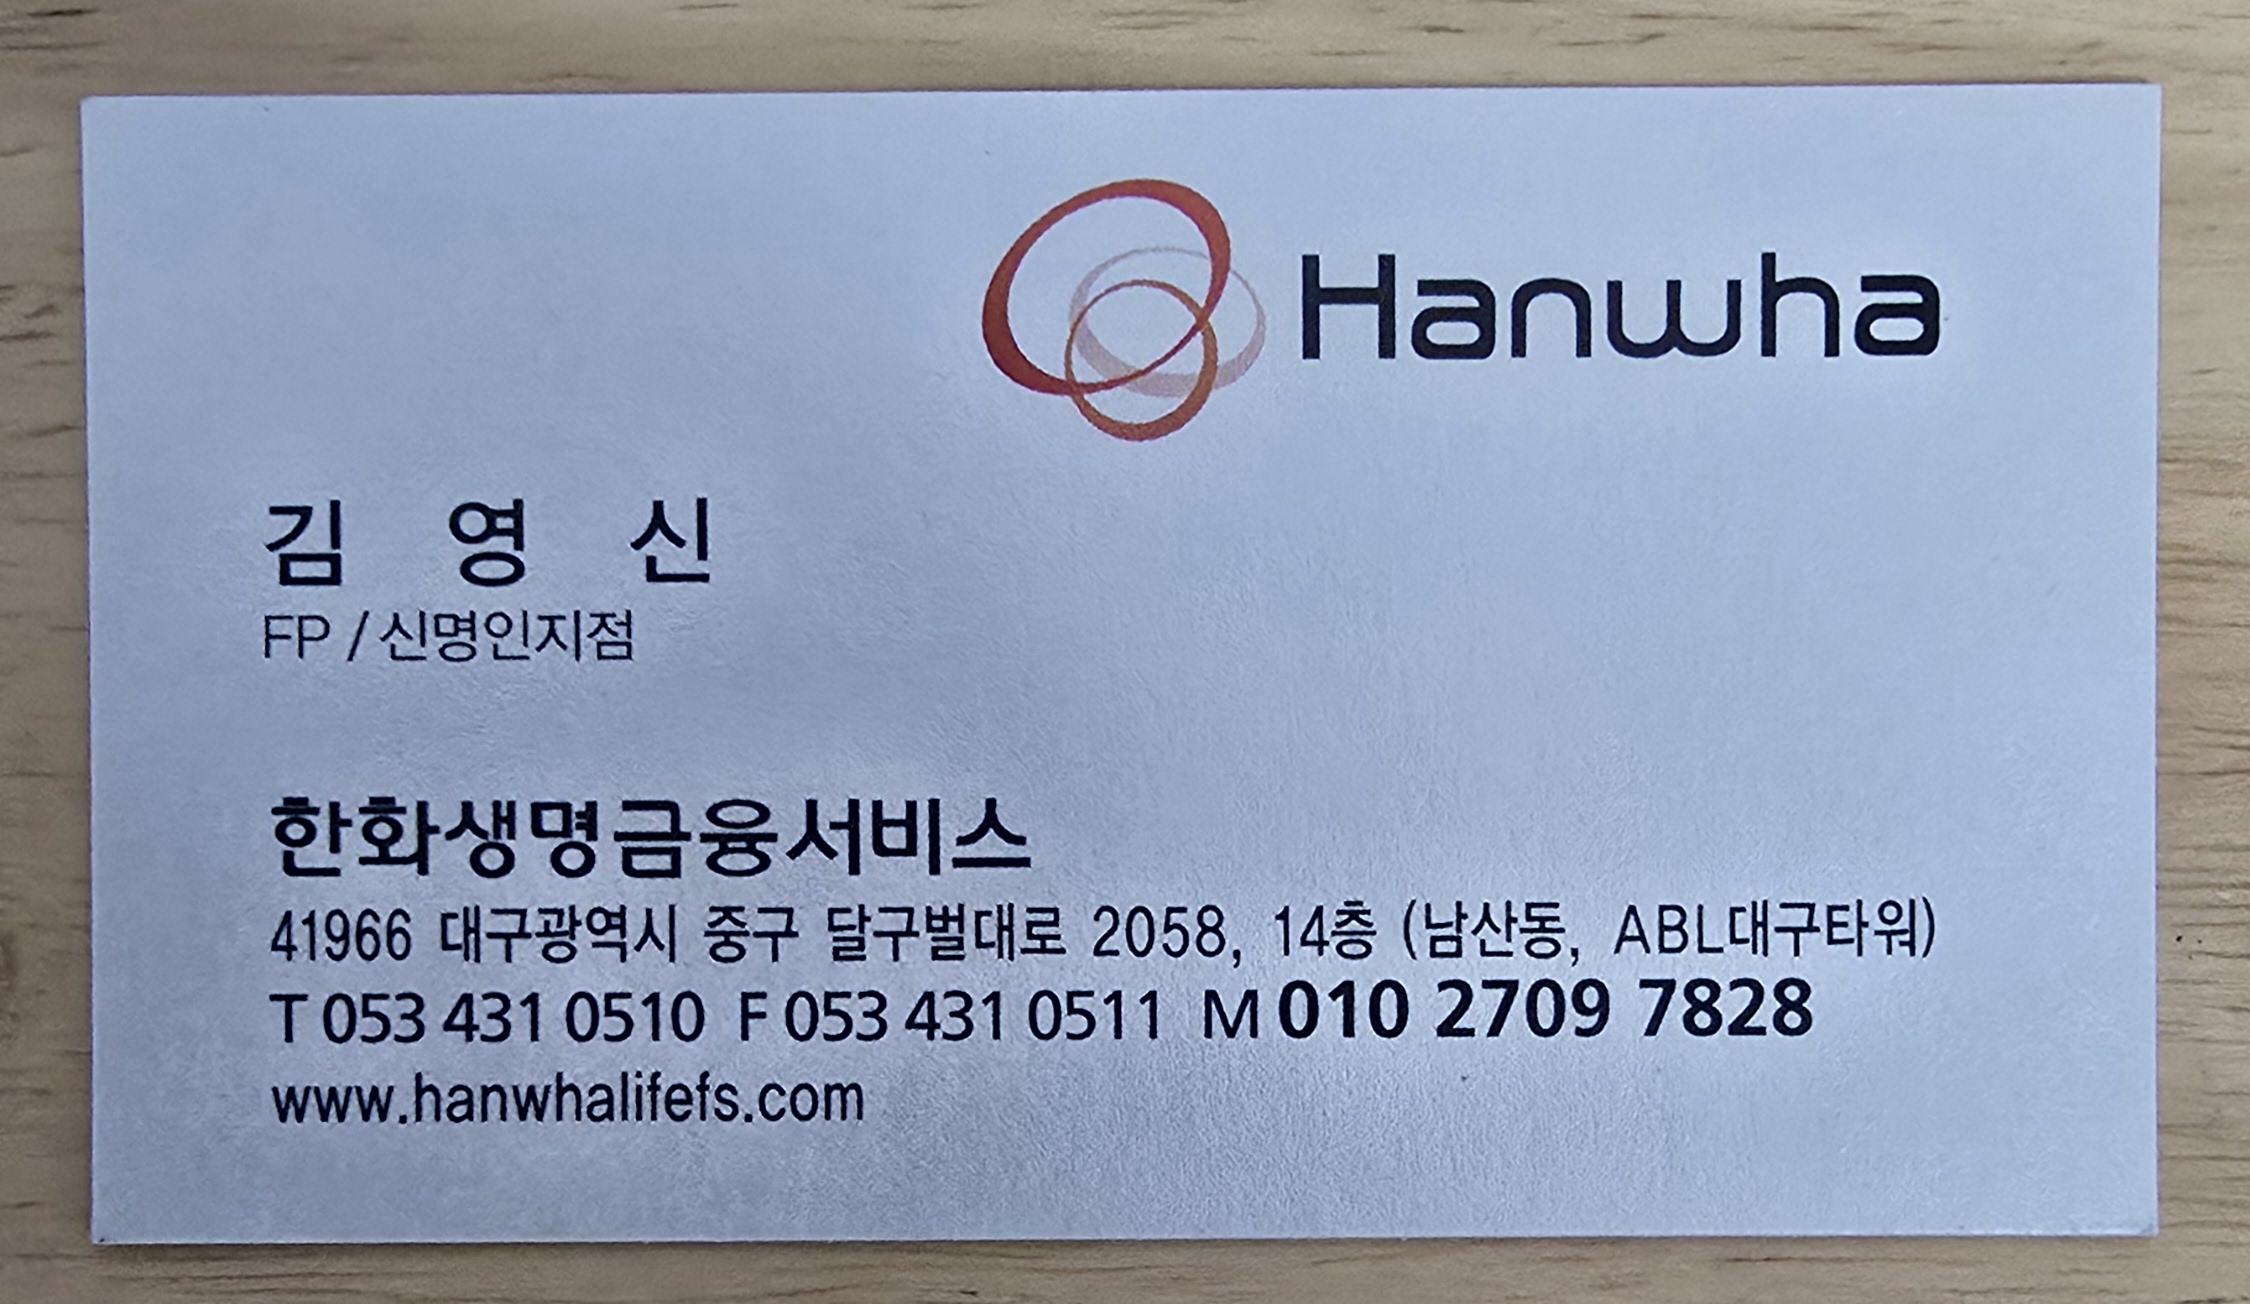 Hanwha
김 영 신
FP / 신명인지점
한화생명금융서비스
41966 대구광역시 중구 달구벌대로 2058, 14층 (남산동, ABL대구타워)
T 053 431 0510 F 053 431 0511 M 010 2709 7828
www.hanwhalifefs.com